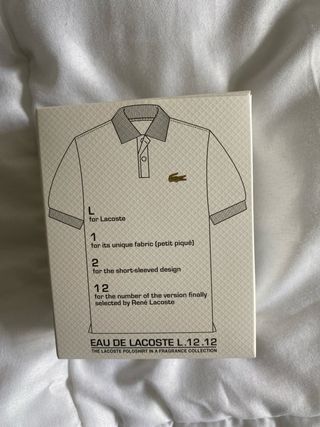 L
for Lacoste
1
for its unique fabric (petit piqué)
2
for the short-sleeved design
12
for the number of the version finally
selected by René Lacoste
EAU DE LACOSTE L.12.12
THE LACOSTE POLOSHIRT IN A FRAGRANCE COLLECTION